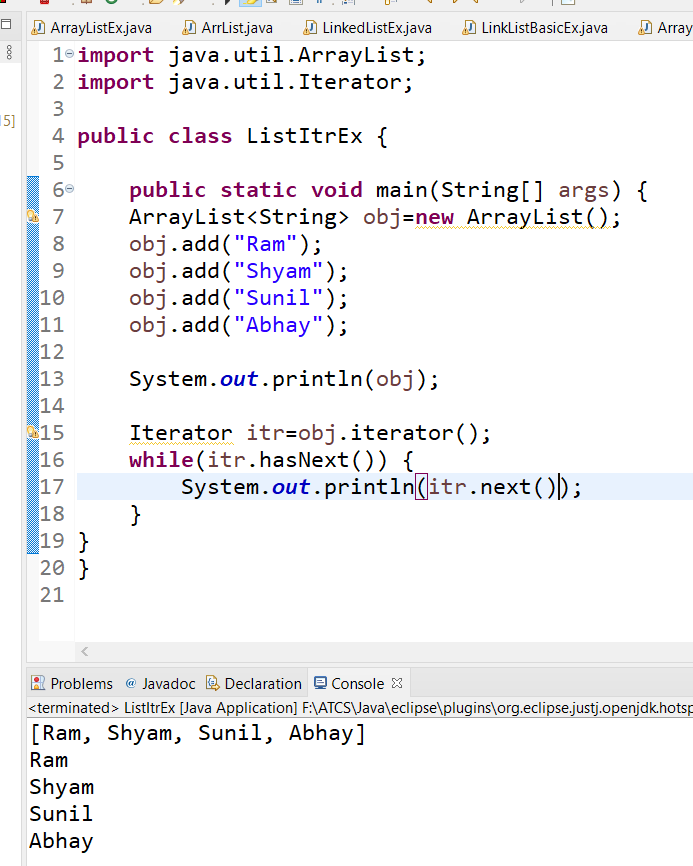 ArrayListEx.java ArrList.java LinkedListEx.java LinkListBasicEx.java Array
1 import java.util.ArrayList;
2 import java.util.Iterator;
3
4 public class ListItrEx {
5
6 public static void main(String[] args) {
7 ArrayList<String> obj=new ArrayList();
8 obj.add("Ram");
9 obj.add("Shyam");
10 obj.add("Sunil");
11 obj.add("Abhay");
12
13 System.out.println(obj);
14
15 Iterator itr=obj.iterator();
16 while(itr.hasNext()) {
17 System.out.println(itr.next());
18 }
19 }
20 }
21
Problems @ Javadoc Declaration Console
<terminated> ListItrEx [Java Application] F:\ATCS\Java\eclipse\plugins\org.eclipse.justj.openjdk.hotsp
[Ram, Shyam, Sunil, Abhay]
Ram
Shyam
Sunil
Abhay